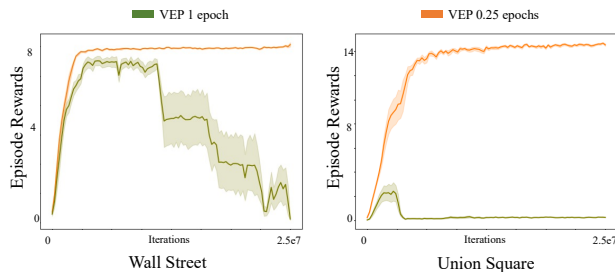 VEP 1 epoch
VEP 0.25 epochs
Episode Rewards
8
4
0
0
Iterations
2.5e7
Wall Street
Episode Rewards
14
8
0
0
Iterations
2.5e7
Union Square